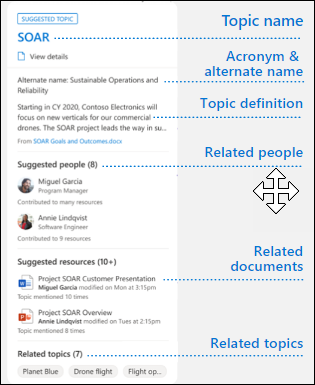 SUGGESTED TOPIC
Topic name
SOAR
View details
Acronym &
alternate name
Alternate name: Sustainable Operations and
Reliability
Topic definition
Starting in CY 2020, Contoso Electronics will
focus on new verticals for our commercial
drones. The SOAR project leads the way in su...
From SOAR Goals and Outcomes.docx
Related people
Suggested people (8)
Miguel Garcia
Program Manager
Contributed to many resources
Annie Lindqvist
Software Engineer
Contributed to 9 resources
Related
documents
Suggested resources (10+)
Project SOAR Customer Presentation
Miguel Garcia modified on Mon at 3:15pm
Topic mentioned 10 times
Project SOAR Overview
Annie Lindqvist modified on Tues at 2:15pm
Topic mentioned 8 times
Related topics
Related topics (7)
Planet Blue
Drone flight
Flight op...